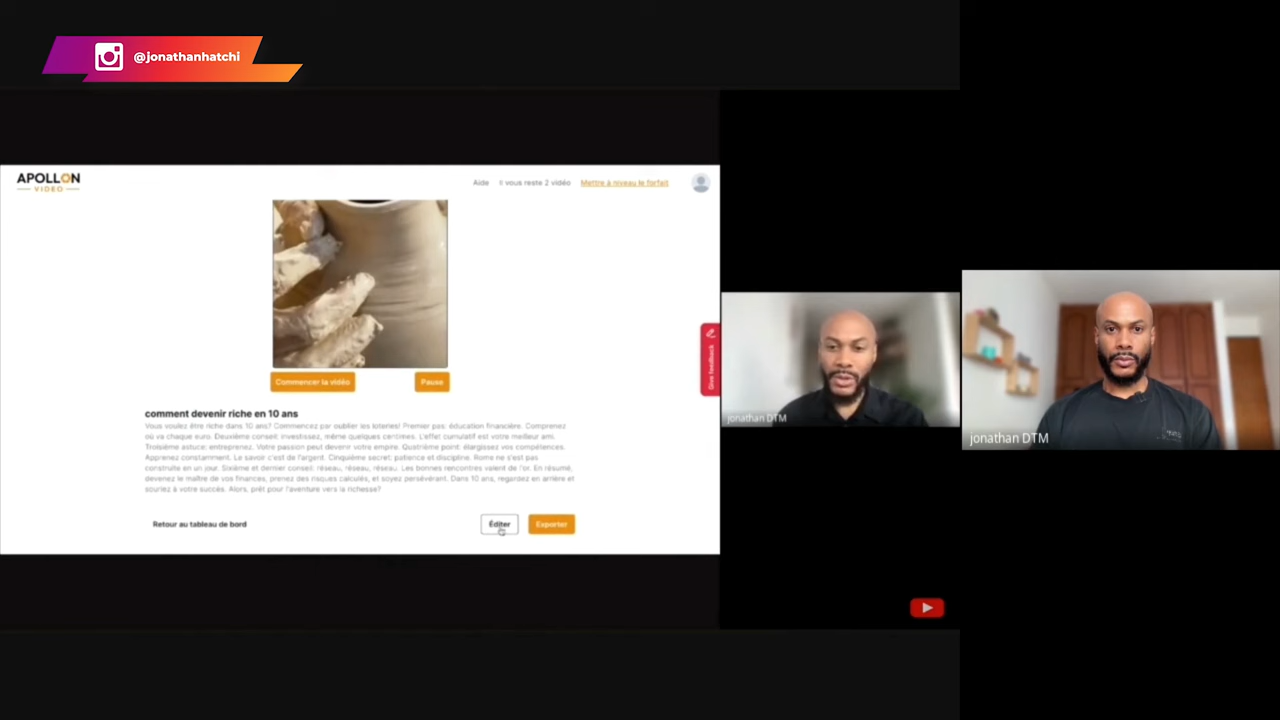 @jonathanhatchi
APOLLON
VIDEO
Aide
Il vous reste 2 vidéo
Mettre à niveau le forfait
Commencer la vidéo
Pause
Give feedback
comment devenir riche en 10 ans
Vous voulez être riche dans 10 ans? Commencez par oublier les loteries! Premier pas: éducation financière. Comprenez
où va chaque euro. Deuxième conseil: investissez, même quelques centimes. L'effet cumulatif est votre meilleur ami.
Troisième astuce: entreprenez. Votre passion peut devenir votre empire. Quatrième point: élargissez vos compétences.
Apprenez constamment. Le savoir c'est de l'argent. Cinquième secret: patience et discipline. Rome ne s'est pas
construite en un jour. Sixième et dernier conseil: réseau, réseau, réseau. Les bonnes rencontres valent de l'or. En résumé,
devenez le maître de vos finances, prenez des risques calculés, et soyez persévérant. Dans 10 ans, regardez en arrière et
souriez à votre succès. Alors, prêt pour l'aventure vers la richesse?
Retour au tableau de bord
Éditer
Exporter
jonathan DTM
jonathan DTM